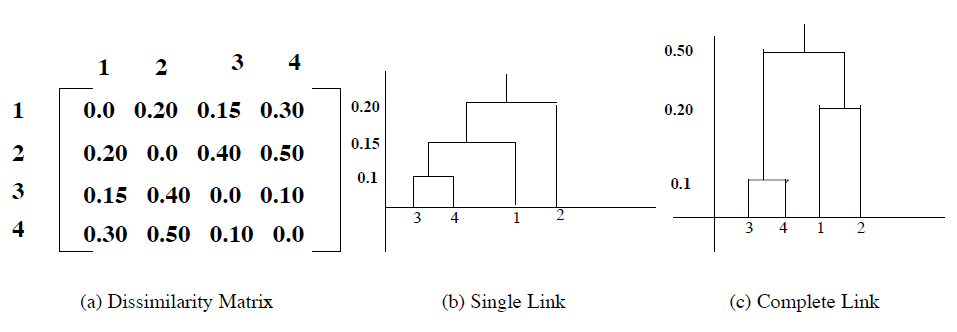 1 2 3 4
1 0.0 0.20 0.15 0.30
2 0.20 0.0 0.40 0.50
3 0.15 0.40 0.0 0.10
4 0.30 0.50 0.10 0.0
(a) Dissimilarity Matrix
0.20
0.15
0.1
3 4 1 2
(b) Single Link
0.50
0.20
0.1
3 4 1 2
(c) Complete Link